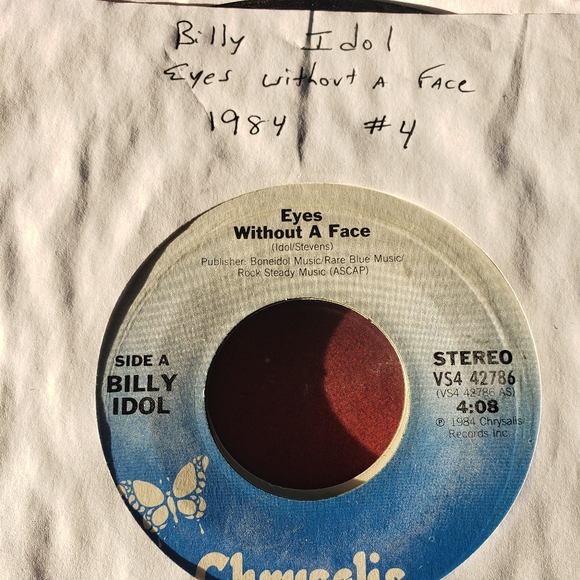 Billy Idol
Eyes without A Face
1984 #4
Eyes
Without A Face
(Idol/Stevens)
Publisher: Boneidol Music/Rare Blue Music/
Rock Steady Music (ASCAP)
SIDE A
BILLY
IDOL
STEREO
VS4 42786
(VS4 42786 AS)
4:08
℗ 1984 Chrysalis
Records Inc.
Chrysalis